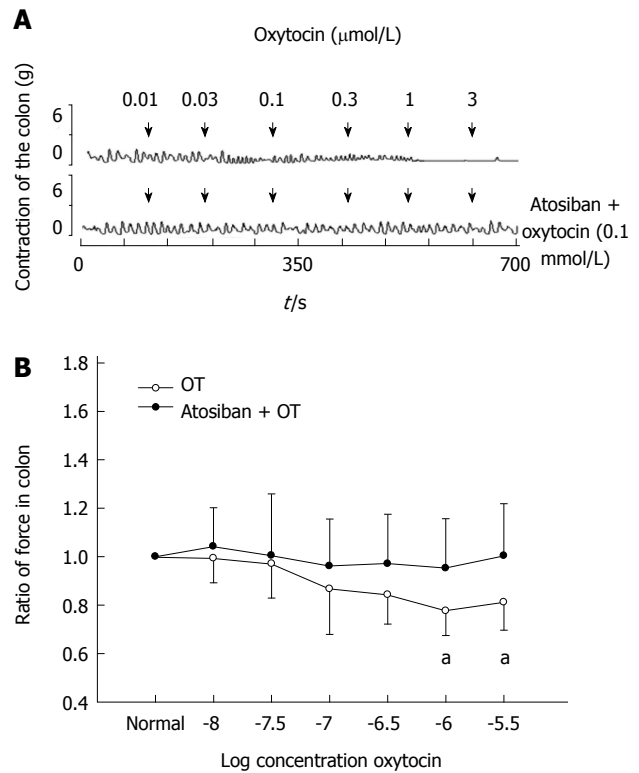 A
Oxytocin (μmol/L)
0.01 0.03 0.1 0.3 1 3
Contraction of the colon (g)
6
0
6
0
Atosiban +
oxytocin (0.1
mmol/L)
0 350 700
t/s
B
1.8
OT
Atosiban + OT
1.6
1.4
1.2
1.0
0.8
0.6
0.4
Ratio of force in colon
a a
Normal -8 -7.5 -7 -6.5 -6 -5.5
Log concentration oxytocin